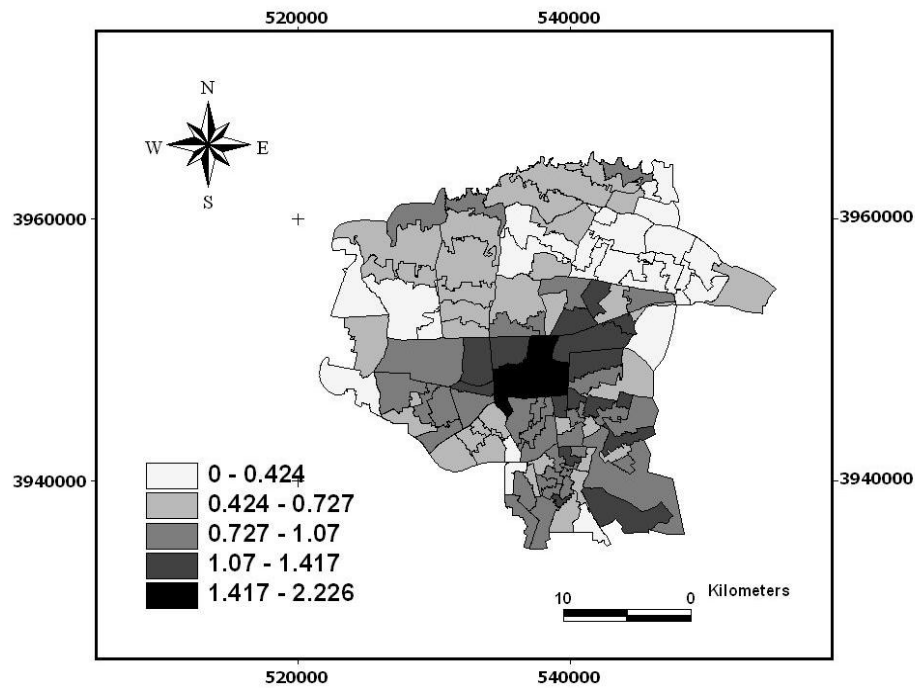 520000 540000
N
W E
S
3960000 3960000
0 - 0.424
0.424 - 0.727
0.727 - 1.07
1.07 - 1.417
1.417 - 2.226
3940000 3940000
10 0 Kilometers
520000 540000